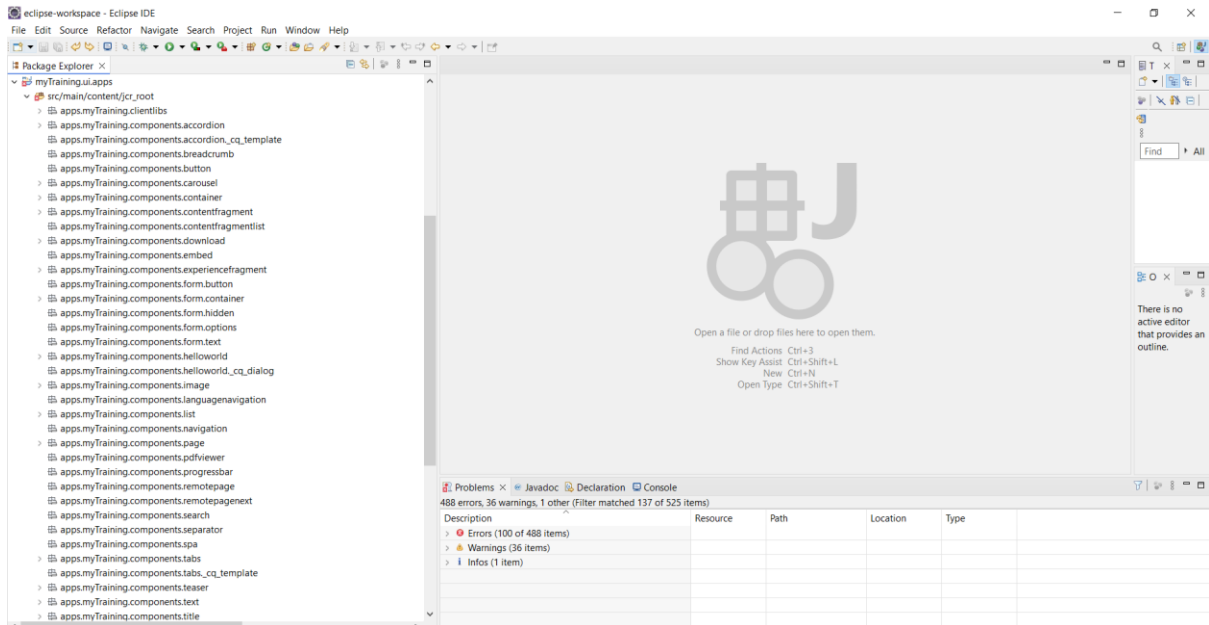 eclipse-workspace - Eclipse IDE
File Edit Source Refactor Navigate Search Project Run Window Help
Package Explorer
myTraining.ui.apps
src/main/content/jcr_root
apps.myTraining.clientlibs
apps.myTraining.components.accordion
apps.myTraining.components.accordion._cq_template
apps.myTraining.components.breadcrumb
apps.myTraining.components.button
apps.myTraining.components.carousel
apps.myTraining.components.container
apps.myTraining.components.contentfragment
apps.myTraining.components.contentfragmentlist
apps.myTraining.components.download
apps.myTraining.components.embed
apps.myTraining.components.experiencefragment
apps.myTraining.components.form.button
apps.myTraining.components.form.container
apps.myTraining.components.form.hidden
apps.myTraining.components.form.options
apps.myTraining.components.form.text
apps.myTraining.components.helloworld
apps.myTraining.components.helloworld._cq_dialog
apps.myTraining.components.image
apps.myTraining.components.languagenavigation
apps.myTraining.components.list
apps.myTraining.components.navigation
apps.myTraining.components.page
apps.myTraining.components.pdfviewer
apps.myTraining.components.progressbar
apps.myTraining.components.remotepage
apps.myTraining.components.remotepagenext
apps.myTraining.components.search
apps.myTraining.components.separator
apps.myTraining.components.spa
apps.myTraining.components.tabs
apps.myTraining.components.tabs._cq_template
apps.myTraining.components.teaser
apps.myTraining.components.text
apps.myTraining.components.title
Open a file or drop files here to open them.
Find Actions Ctrl+3
Show Key Assist Ctrl+Shift+L
New Ctrl+N
Open Type Ctrl+Shift+T
T
Find All
O
There is no
active editor
that provides an
outline.
Problems Javadoc Declaration Console
488 errors, 36 warnings, 1 other (Filter matched 137 of 525 items)
Description Resource Path Location Type
Errors (100 of 488 items)
Warnings (36 items)
Infos (1 item)